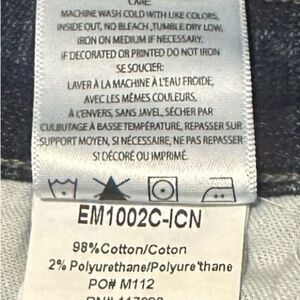 CARE:
MACHINE WASH COLD WITH LIKE COLORS,
INSIDE OUT, NO BLEACH, TUMBLE DRY LOW,
IRON ON MEDIUM IF NECESSARY.
IF DECORATED OR PRINTED DO NOT IRON
SE SOUCIER:
LAVER À LA MACHINE À L'EAU FROIDE,
AVEC LES MÊMES COULEURS,
À L'ENVERS, SANS JAVEL, SÉCHER PAR
CULBUTAGE À BASSE TEMPÉRATURE, REPASSER SUR
SUPPORT MOYEN, SI NÉCESSAIRE, NE PAS REPASSER
SI DÉCORÉ OU IMPRIMÉ.
EM1002C-ICN
98%Cotton/Coton
2% Polyurethane/Polyure'thane
PO# M112